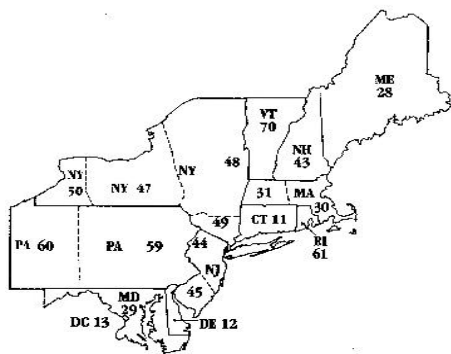 ME
28
VT
70
NH
43
NY
48
NY
50
NY 47
31
MA
30
CT 11
RI
61
49
44
NJ
45
PA 60
PA 59
MD
29
DC 13
DE 12